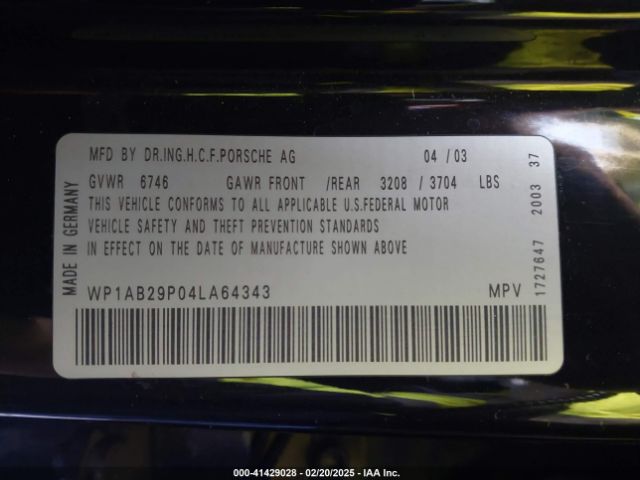 MFD BY DR.ING.H.C.F.PORSCHE AG 04 / 03
GVWR 6746 GAWR FRONT /REAR 3208 / 3704 LBS
THIS VEHICLE CONFORMS TO ALL APPLICABLE U.S.FEDERAL MOTOR
VEHICLE SAFETY AND THEFT PREVENTION STANDARDS
IN EFFECT ON THE DATE OF MANUFACTURE SHOWN ABOVE
WP1AB29P04LA64343 MPV
MADE IN GERMANY
1727647 2003 37
000-41429028 - 02/20/2025 - IAA Inc.